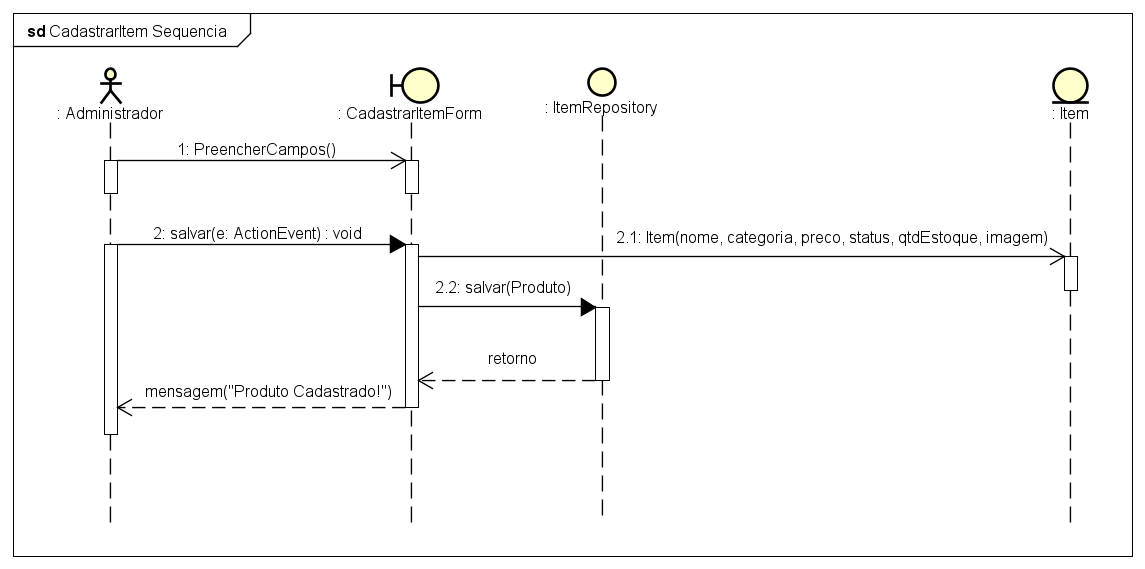 sd CadastrarItem Sequencia
: Administrador
: CadastrarItemForm
: ItemRepository
: Item
1: PreencherCampos()
2: salvar(e: ActionEvent) : void
2.1: Item(nome, categoria, preco, status, qtdEstoque, imagem)
2.2: salvar(Produto)
retorno
mensagem("Produto Cadastrado!")